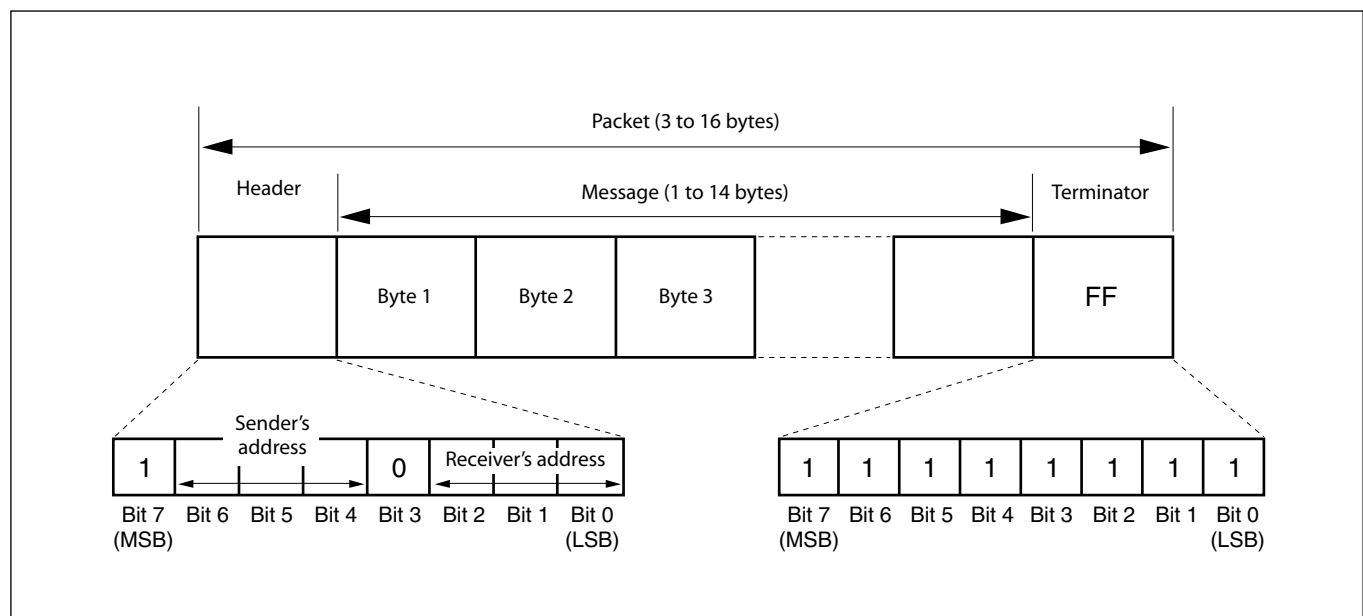 Packet (3 to 16 bytes)
Header
Message (1 to 14 bytes)
Terminator
Byte 1
Byte 2
Byte 3
FF
Sender’s
address
1
0
Receiver’s address
Bit 7
(MSB)
Bit 6
Bit 5
Bit 4
Bit 3
Bit 2
Bit 1
Bit 0
(LSB)
1 1 1 1 1 1 1 1
Bit 7
(MSB)
Bit 6
Bit 5
Bit 4
Bit 3
Bit 2
Bit 1
Bit 0
(LSB)